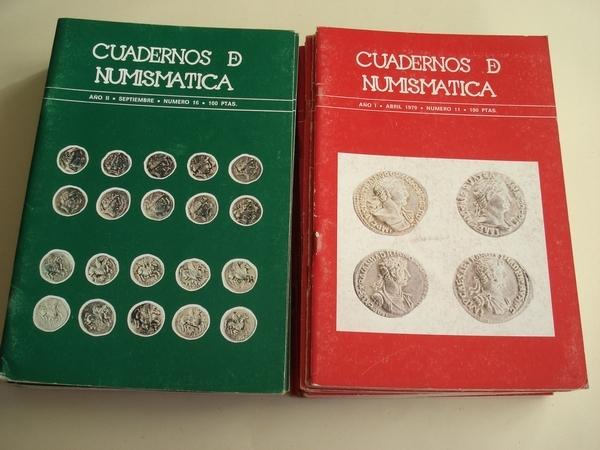 CUADERNOS DE
NUMISMATICA
AÑO II • SEPTIEMBRE • NUMERO 16 • 100 PTAS.
CUADERNOS DE
NUMISMATICA
AÑO I • ABRIL 1979 • NUMERO 11 • 100 PTAS.